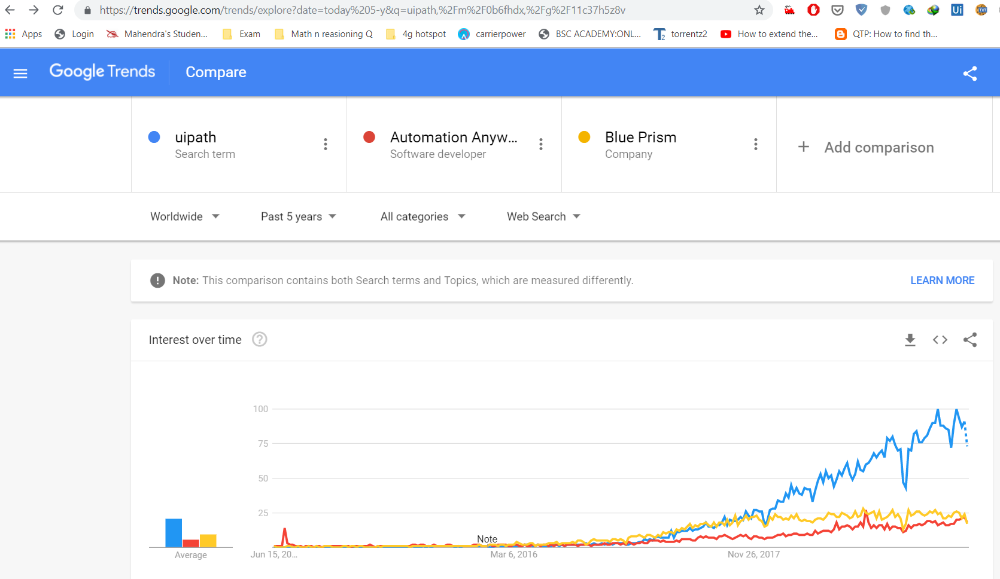 https://trends.google.com/trends/explore?date=today%205-y&q=uipath,%2Fm%2F0b6fhdx,%2Fg%2F11c37h5z8v
Apps Login Mahendra's Studen... Exam Math n reasoning Q 4g hotspot carrierpower BSC ACADEMY:ONL... torrentz2 How to extend the... QTP: How to find th...
Google Trends Compare
uipath Automation Anyw... Blue Prism + Add comparison
Search term Software developer Company
Worldwide Past 5 years All categories Web Search
Note: This comparison contains both Search terms and Topics, which are measured differently. LEARN MORE
Interest over time
100
75
50
25
Note
Average Jun 15, 20... Mar 6, 2016 Nov 26, 2017